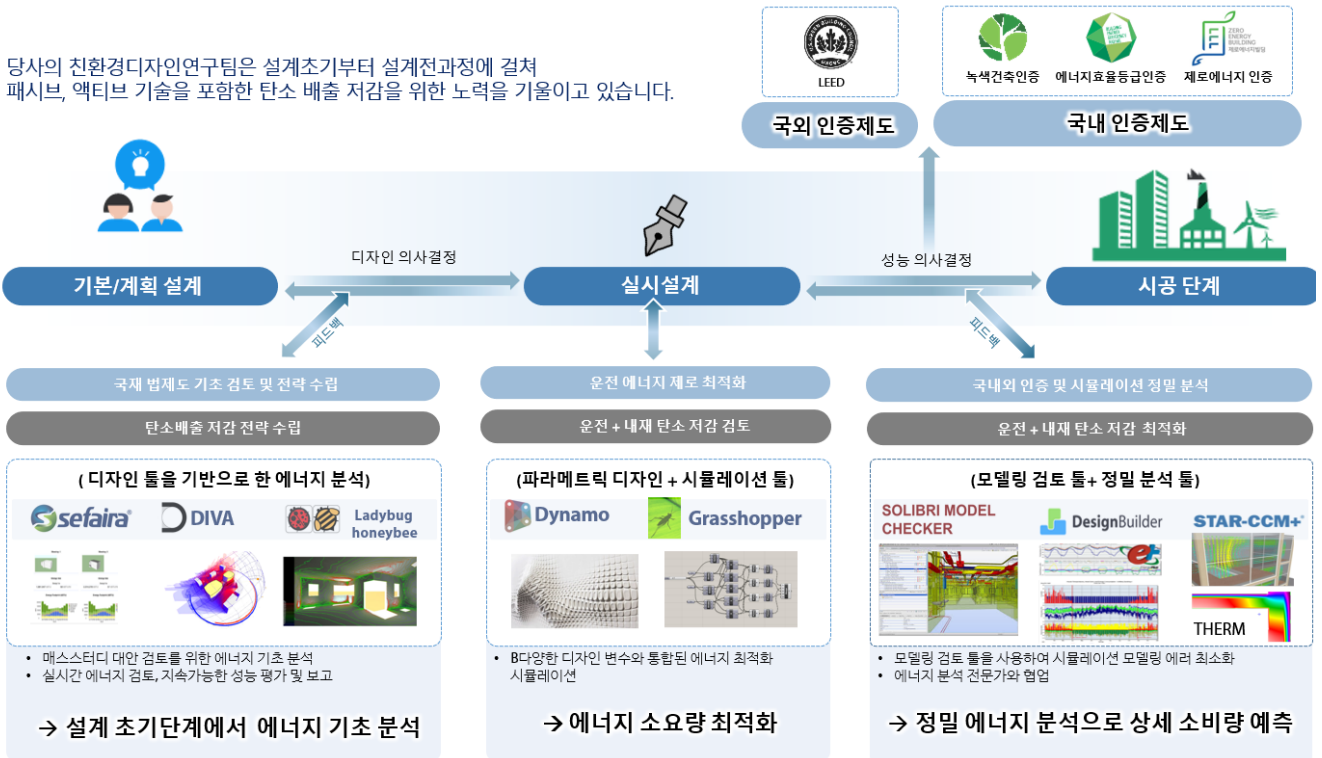 당사의 친환경디자인연구팀은 설계초기부터 설계전과정에 걸쳐
패시브, 액티브 기술을 포함한 탄소 배출 저감을 위한 노력을 기울이고 있습니다.
LEED
녹색건축인증
에너지효율등급인증
ZERO
ENERGY
BUILDING
제로에너지빌딩
제로에너지 인증
국외 인증제도
국내 인증제도
디자인 의사결정
성능 의사결정
기본/계획 설계
실시설계
시공 단계
피드백
피드백
국재 법제도 기초 검토 및 전략 수립
탄소배출 저감 전략 수립
운전 에너지 제로 최적화
운전 + 내재 탄소 저감 검토
국내외 인증 및 시뮬레이션 정밀 분석
운전 + 내재 탄소 저감 최적화
( 디자인 툴을 기반으로 한 에너지 분석)
sefaira
DIVA
Ladybug
honeybee
• 매스스터디 대안 검토를 위한 에너지 기초 분석
• 실시간 에너지 검토, 지속가능한 성능 평가 및 보고
→ 설계 초기단계에서 에너지 기초 분석
(파라메트릭 디자인 + 시뮬레이션 툴)
Dynamo
Grasshopper
• B다양한 디자인 변수와 통합된 에너지 최적화
시뮬레이션
→ 에너지 소요량 최적화
(모델링 검토 툴+ 정밀 분석 툴)
SOLIBRI MODEL
CHECKER
DesignBuilder
STAR-CCM+
THERM
• 모델링 검토 툴을 사용하여 시뮬레이션 모델링 에러 최소화
• 에너지 분석 전문가와 협업
→ 정밀 에너지 분석으로 상세 소비량 예측